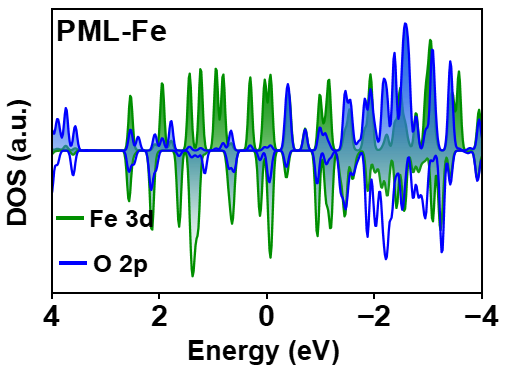 PML-Fe
DOS (a.u.)
Fe 3d
O 2p
4 2 0 −2 −4
Energy (eV)